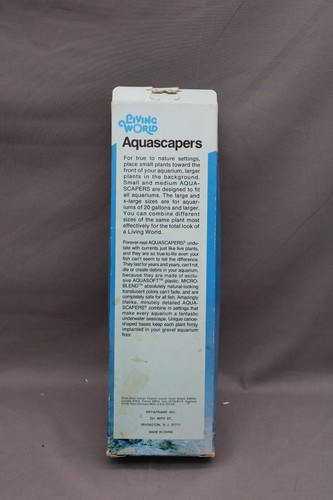 LIVING
WORLD
Aquascapers
For true to nature settings,
place small plants toward the
front of your aquarium, larger
plants in the background.
Small and medium AQUA-
SCAPERS are designed to fit
all aquariums. The large and
x-large sizes are for aquar-
iums of 20 gallons and larger.
You can combine different
sizes of the same plant most
effectively for the total look of
a Living World.
Forever-real AQUASCAPERS® undu-
late with currents just like live plants,
and they are so true-to-life even your
fish can't seem to tell the difference.
They last for years and years, can't rot,
die or create debris in your aquarium,
because they are made of exclu-
sive AQUASOFT™ plastic. MICRO-
BLEND™ absolutely natural-looking
translucent colors can't fade, and are
completely safe for all fish. Amazingly
lifelike, minutely detailed AQUA-
SCAPERS® combine in settings that
make every aquarium a fantastic
underwater seascape. Unique canoe-
shaped bases keep each plant firmly
implanted in your gravel aquarium
floor.
METAFRAME INC.
MADE IN CHINA